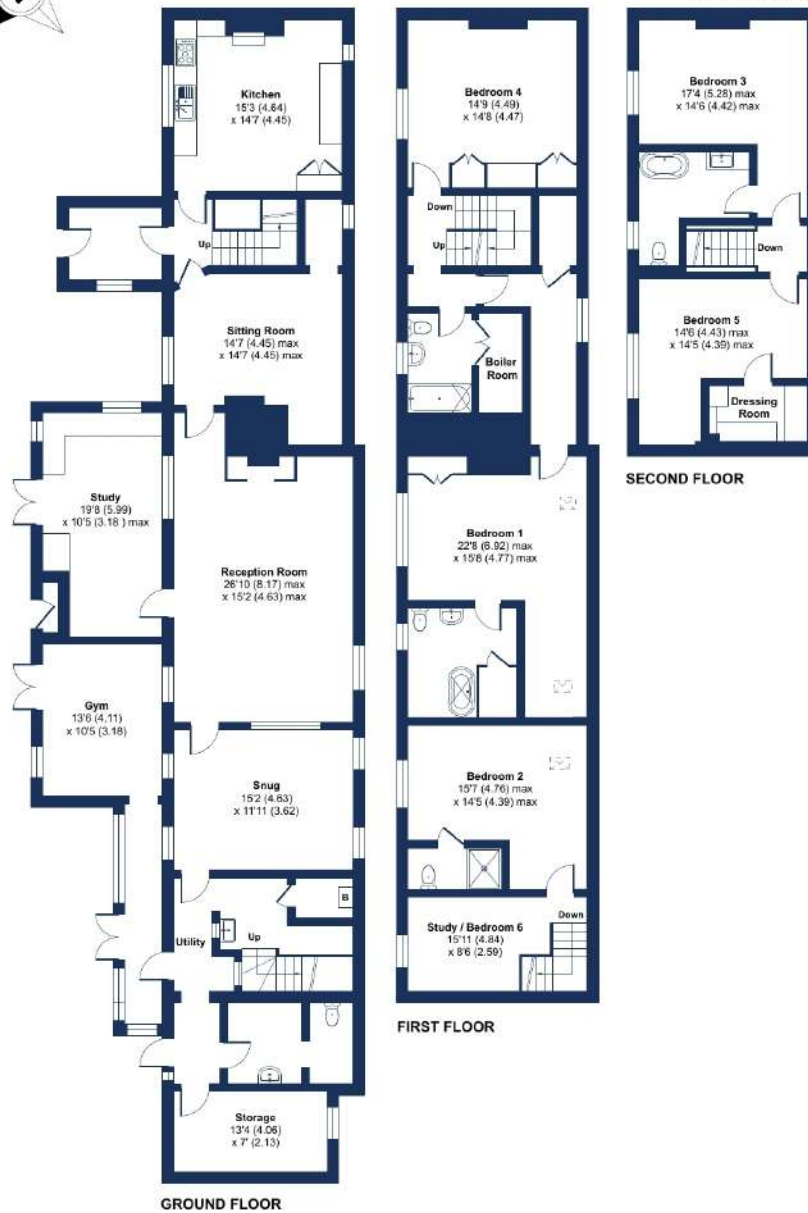 Kitchen
15'3 (4.64)
x 14'7 (4.45)
Up
Sitting Room
14'7 (4.45) max
x 14'7 (4.45) max
Study
19'8 (5.99)
x 10'5 (3.18 ) max
Reception Room
26'10 (8.17) max
x 15'2 (4.63) max
Gym
13'6 (4.11)
x 10'5 (3.18)
Snug
15'2 (4.63)
x 11'11 (3.62)
B
Utility
Up
Storage
13'4 (4.06)
x 7' (2.13)
GROUND FLOOR
Bedroom 4
14'9 (4.49)
x 14'8 (4.47)
Down
Up
Boiler
Room
Bedroom 1
22'8 (6.92) max
x 15'8 (4.77) max
Bedroom 2
15'7 (4.76) max
x 14'5 (4.39) max
Down
Study / Bedroom 6
15'11 (4.84)
x 8'6 (2.59)
FIRST FLOOR
Bedroom 3
17'4 (5.28) max
x 14'6 (4.42) max
Down
Bedroom 5
14'6 (4.43) max
x 14'5 (4.39) max
Dressing
Room
SECOND FLOOR